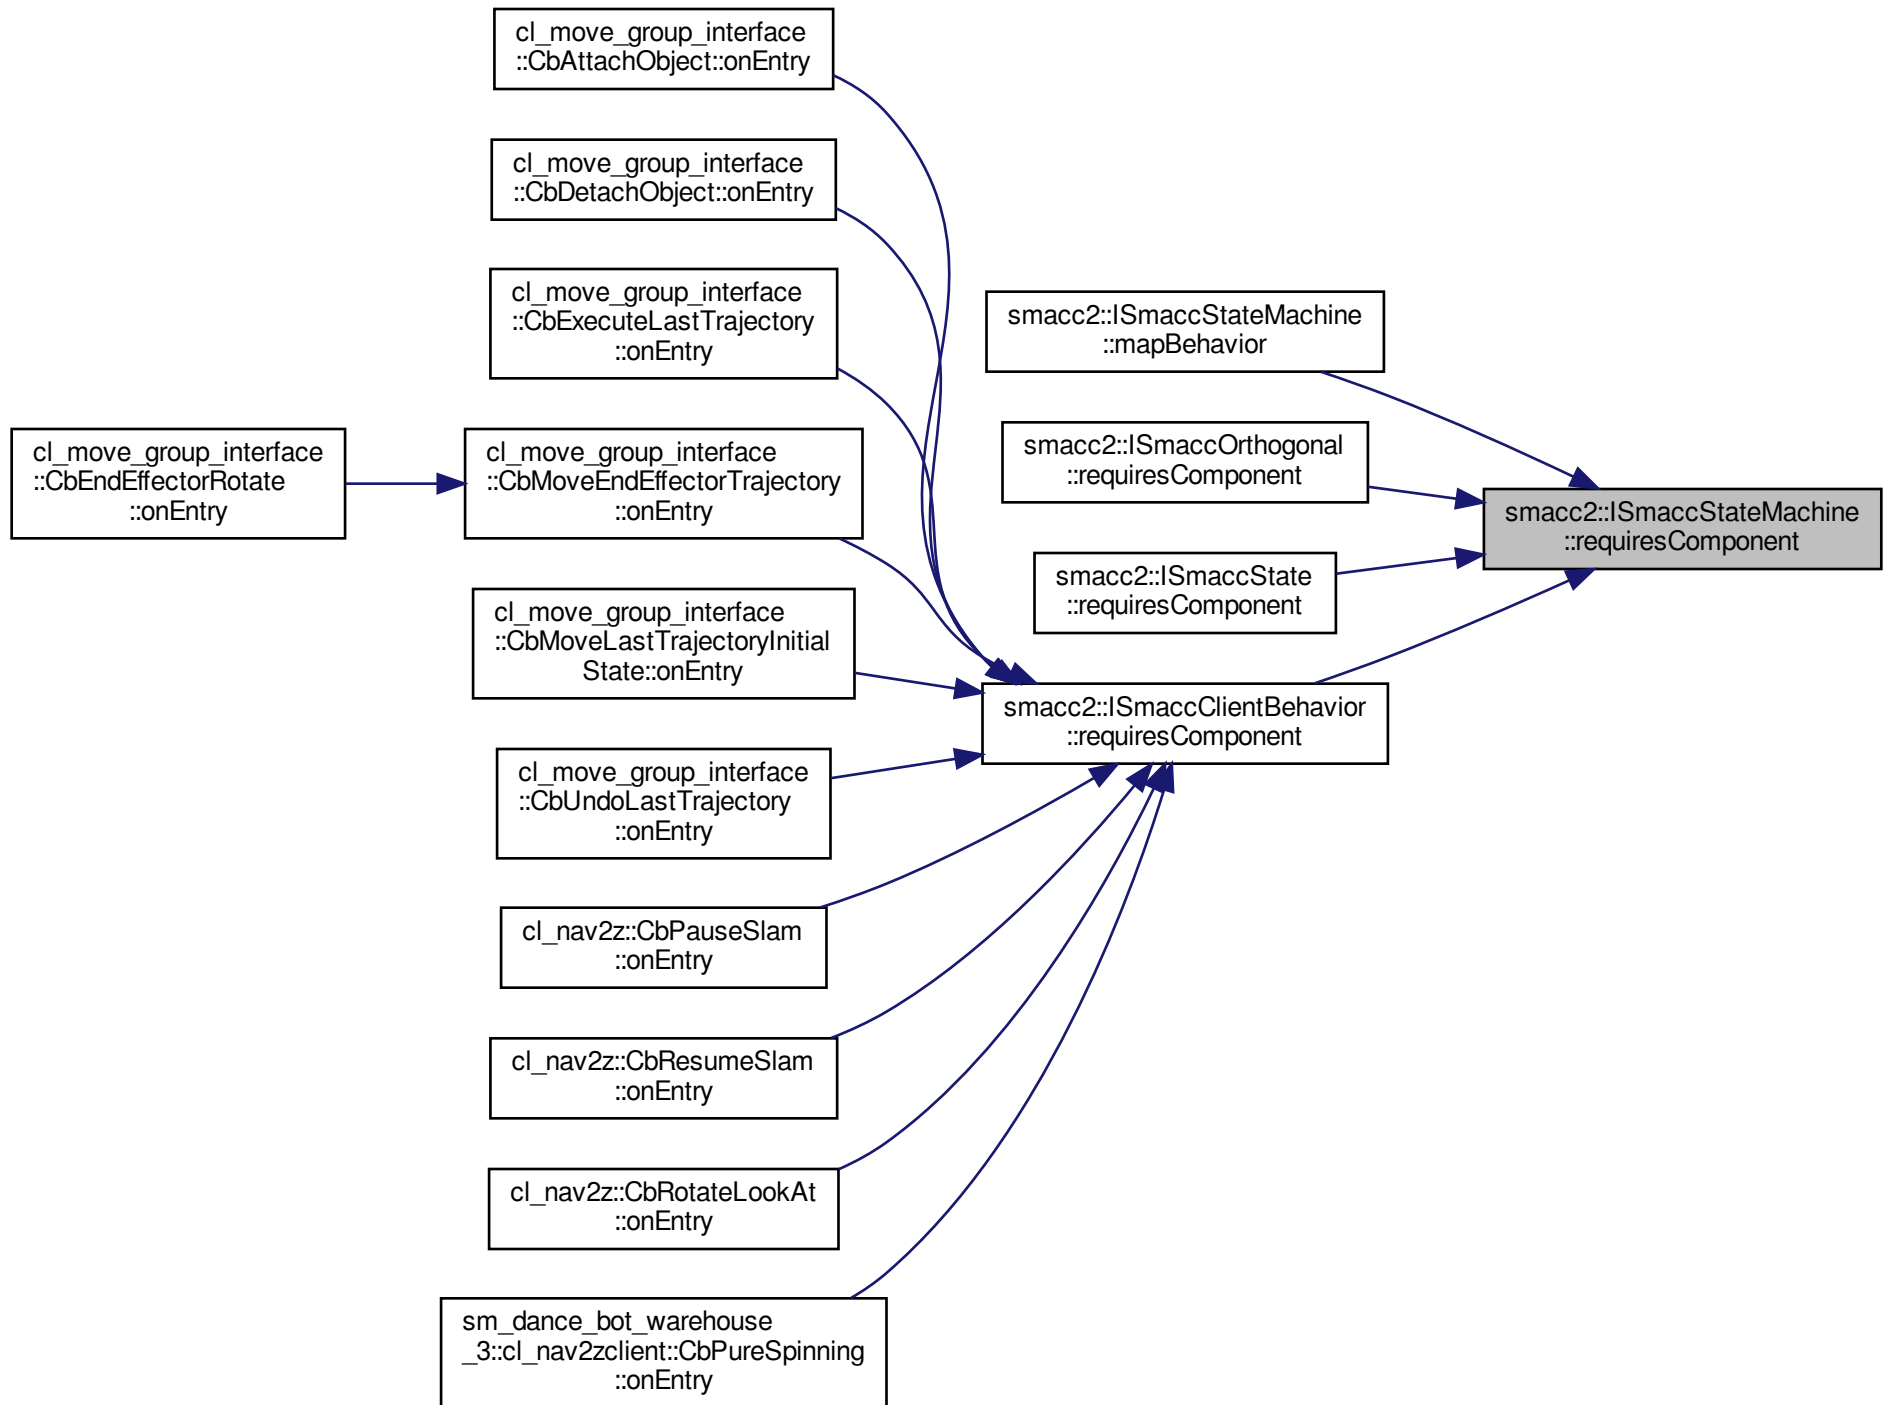 cl_move_group_interface
::CbAttachObject::onEntry
cl_move_group_interface
::CbDetachObject::onEntry
cl_move_group_interface
::CbExecuteLastTrajectory
::onEntry
cl_move_group_interface
::CbEndEffectorRotate
::onEntry
cl_move_group_interface
::CbMoveEndEffectorTrajectory
::onEntry
cl_move_group_interface
::CbMoveLastTrajectoryInitial
State::onEntry
cl_move_group_interface
::CbUndoLastTrajectory
::onEntry
cl_nav2z::CbPauseSlam
::onEntry
cl_nav2z::CbResumeSlam
::onEntry
cl_nav2z::CbRotateLookAt
::onEntry
sm_dance_bot_warehouse
_3::cl_nav2zclient::CbPureSpinning
::onEntry
smacc2::ISmaccStateMachine
::mapBehavior
smacc2::ISmaccOrthogonal
::requiresComponent
smacc2::ISmaccState
::requiresComponent
smacc2::ISmaccClientBehavior
::requiresComponent
smacc2::ISmaccStateMachine
::requiresComponent